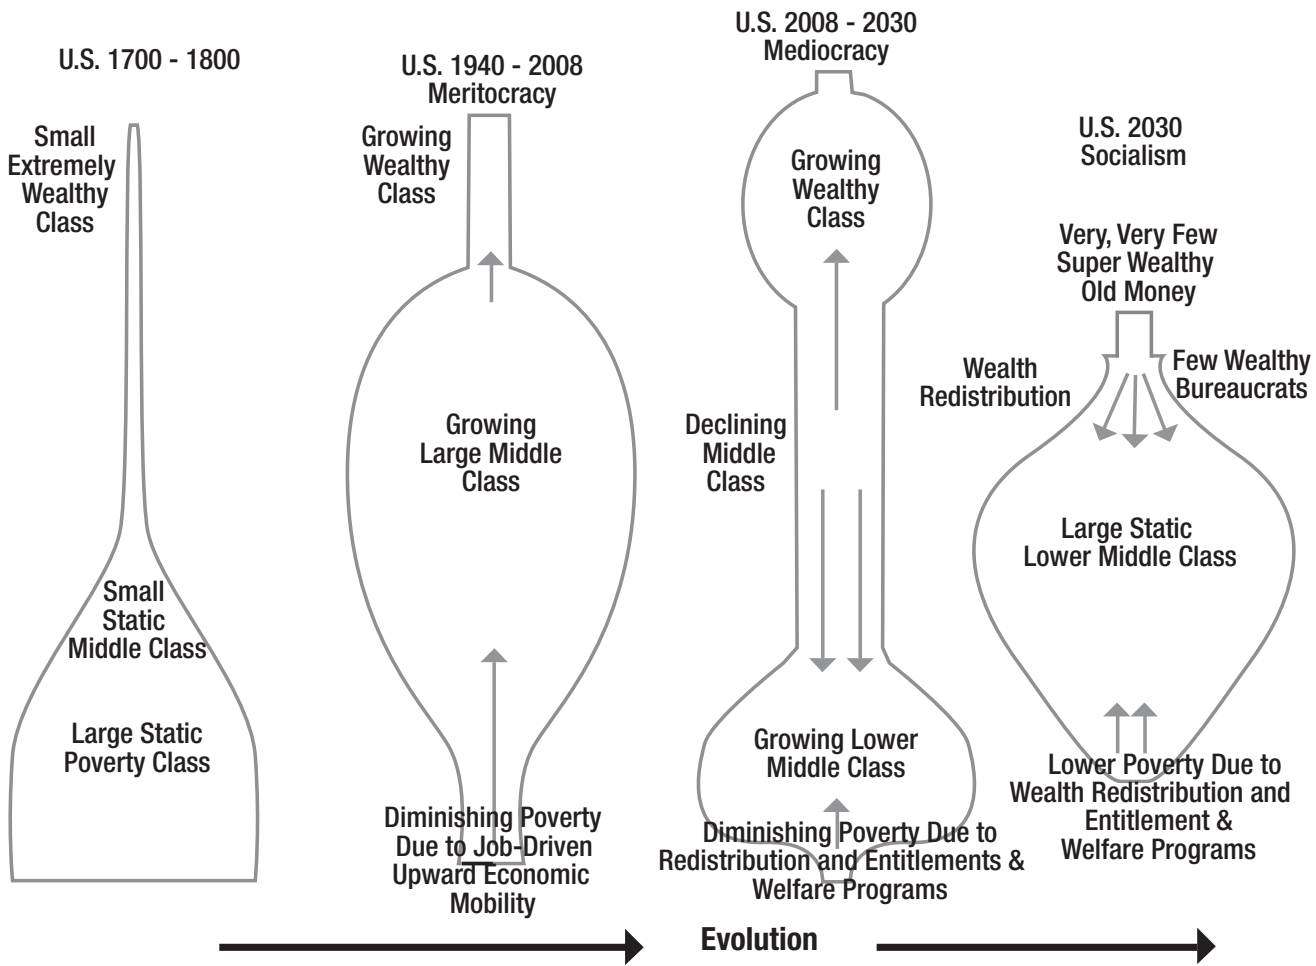 U.S. 1700 - 1800
Small
Extremely
Wealthy
Class
Small
Static
Middle Class
Large Static
Poverty Class
U.S. 1940 - 2008
Meritocracy
Growing
Wealthy
Class
Growing
Large Middle
Class
Diminishing Poverty
Due to Job-Driven
Upward Economic
Mobility
U.S. 2008 - 2030
Mediocracy
Growing
Wealthy
Class
Declining
Middle
Class
Growing Lower
Middle Class
Diminishing Poverty Due to
Redistribution and Entitlements &
Welfare Programs
U.S. 2030
Socialism
Very, Very Few
Super Wealthy
Old Money
Wealth
Redistribution
Few Wealthy
Bureaucrats
Large Static
Lower Middle Class
Lower Poverty Due to
Wealth Redistribution and
Entitlement &
Welfare Programs
Evolution